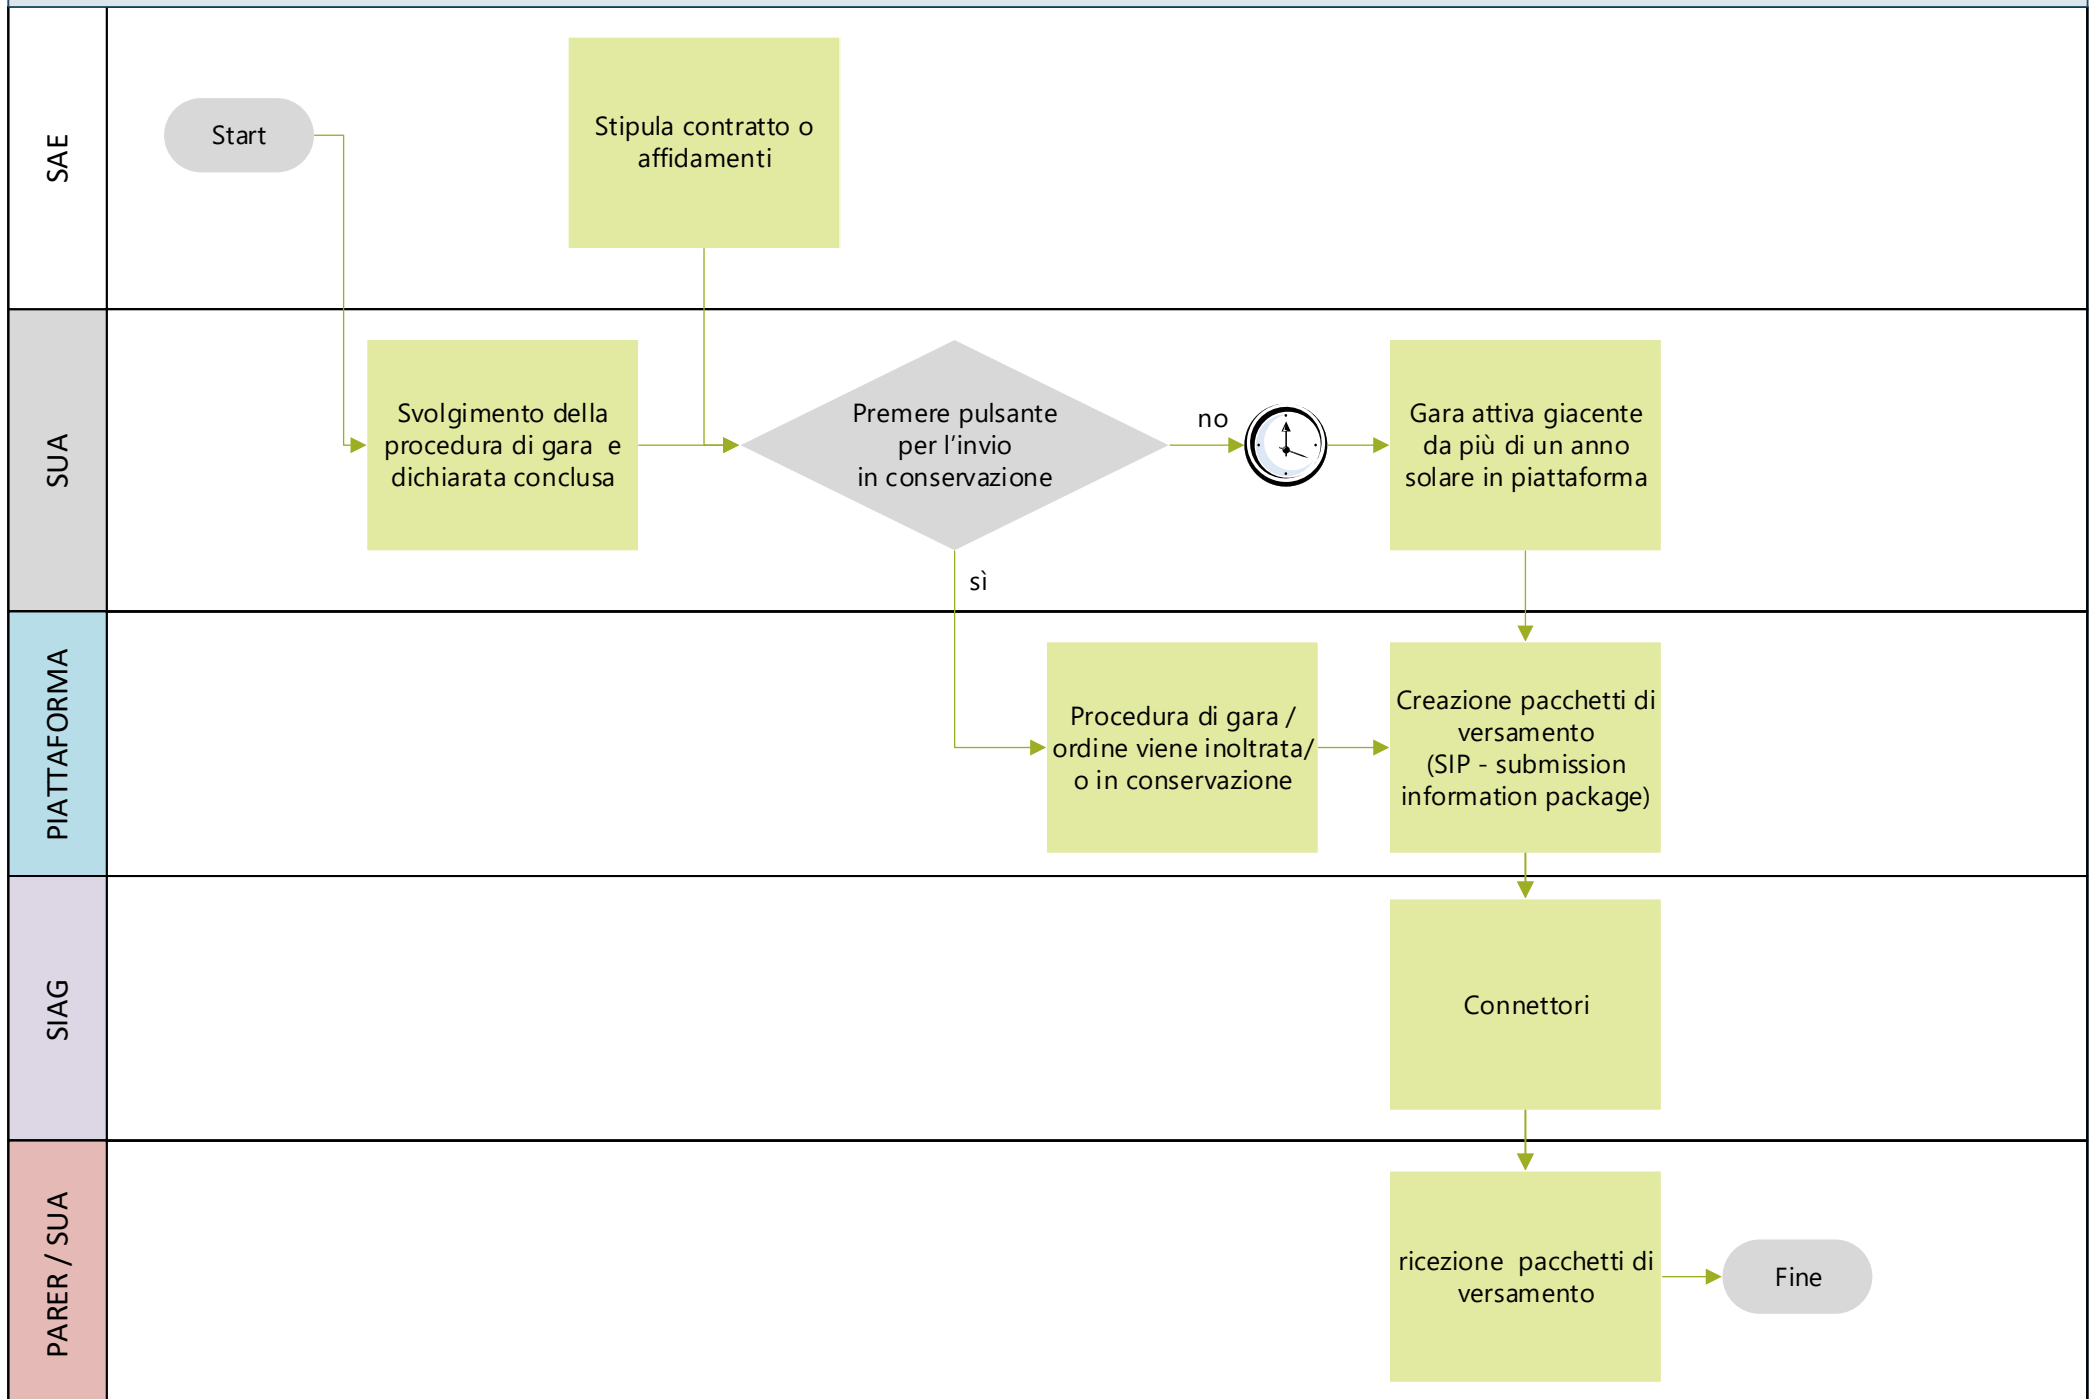 SAE
Start
Stipula contratto o
affidamenti
SUA
Svolgimento della
procedura di gara e
dichiarata conclusa
Premere pulsante
per l’invio
in conservazione
no
Gara attiva giacente
da più di un anno
solare in piattaforma
sì
PIATTAFORMA
Procedura di gara /
ordine viene inoltrata/
o in conservazione
Creazione pacchetti di
versamento
(SIP - submission
information package)
SIAG
Connettori
PARER / SUA
ricezione pacchetti di
versamento
Fine